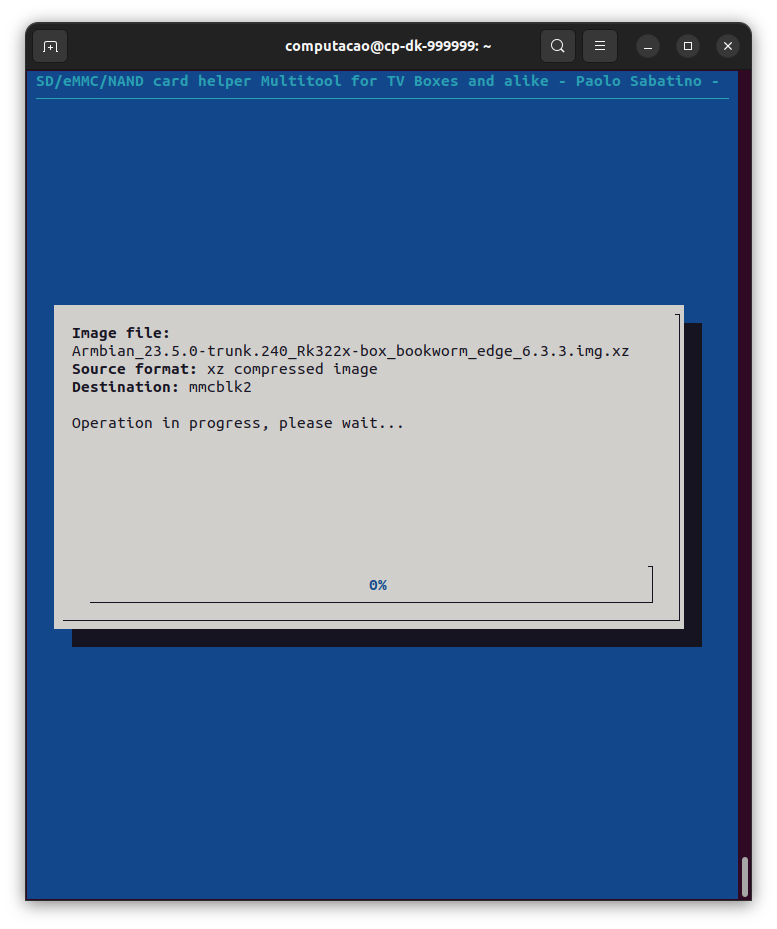 computacao@cp-dk-999999: ~
SD/eMMC/NAND card helper Multitool for TV Boxes and alike - Paolo Sabatino -
Image file:
Armbian_23.5.0-trunk.240_Rk322x-box_bookworm_edge_6.3.3.img.xz
Source format: xz compressed image
Destination: mmcblk2
Operation in progress, please wait...
0%